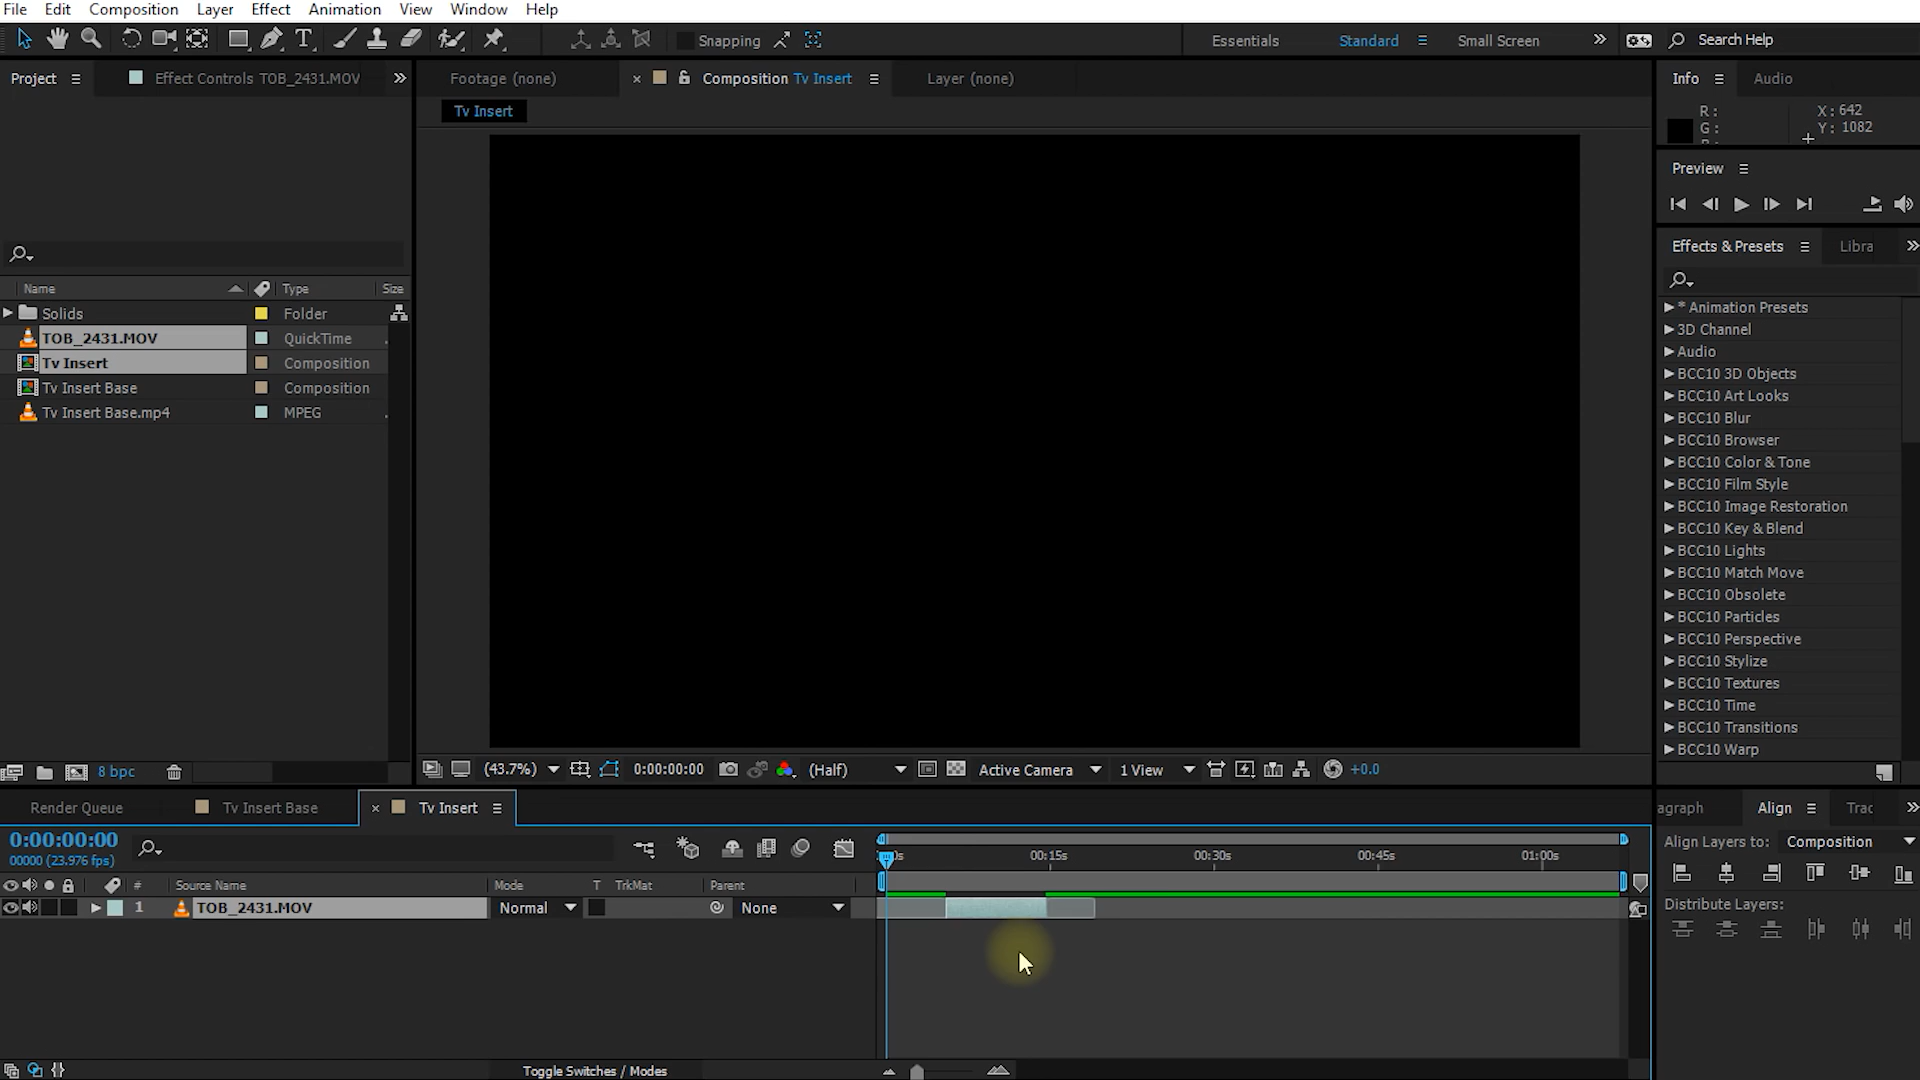 File Edit Composition Layer Effect Animation View Window Help
Snapping Essentials Standard Small Screen Search Help
Project Effect Controls TOB_2431.MOV
Footage (none) Composition Tv Insert Layer (none)
Tv Insert
Info Audio
R: X: 642
G: Y: 1082
Preview
Effects & Presets Libra
Name Type Size
Solids Folder
TOB_2431.MOV QuickTime
Tv Insert Composition
Tv Insert Base Composition
Tv Insert Base.mp4 MPEG
* Animation Presets
3D Channel
Audio
BCC10 3D Objects
BCC10 Art Looks
BCC10 Blur
BCC10 Browser
BCC10 Color & Tone
BCC10 Film Style
BCC10 Image Restoration
BCC10 Key & Blend
BCC10 Lights
BCC10 Match Move
BCC10 Obsolete
BCC10 Particles
BCC10 Perspective
BCC10 Stylize
BCC10 Textures
BCC10 Time
BCC10 Transitions
BCC10 Warp
8 bpc
(43.7%) 0:00:00:00 (Half) Active Camera 1 View +0.0
Render Queue Tv Insert Base Tv Insert
0:00:00:00
00000 (23.976 fps)
00:15s 00:30s 00:45s 01:00s
# Source Name Mode T TrkMat Parent
1 TOB_2431.MOV Normal None
agraph Align Trac
Align Layers to: Composition
Distribute Layers:
Toggle Switches / Modes